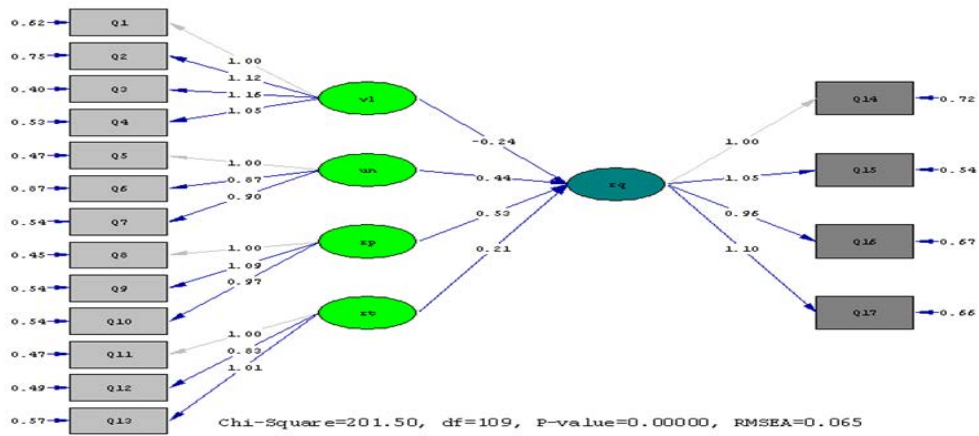 0.62 Q1
0.75 Q2
0.40 Q3
0.53 Q4
0.47 Q5
0.87 Q6
0.54 Q7
0.45 Q8
0.54 Q9
0.54 Q10
0.47 Q11
0.49 Q12
0.57 Q13
1.00
1.12
1.16
1.05
1.00
0.87
0.90
1.00
1.09
0.97
1.00
0.83
1.01
vl
un
-0.24
0.44
0.53
0.21
1.00
1.05
1.10
Q14 0.72
Q15 0.54
Q16 0.67
Q17 0.66
Chi-Square=201.50, df=109, P-value=0.00000, RMSEA=0.065